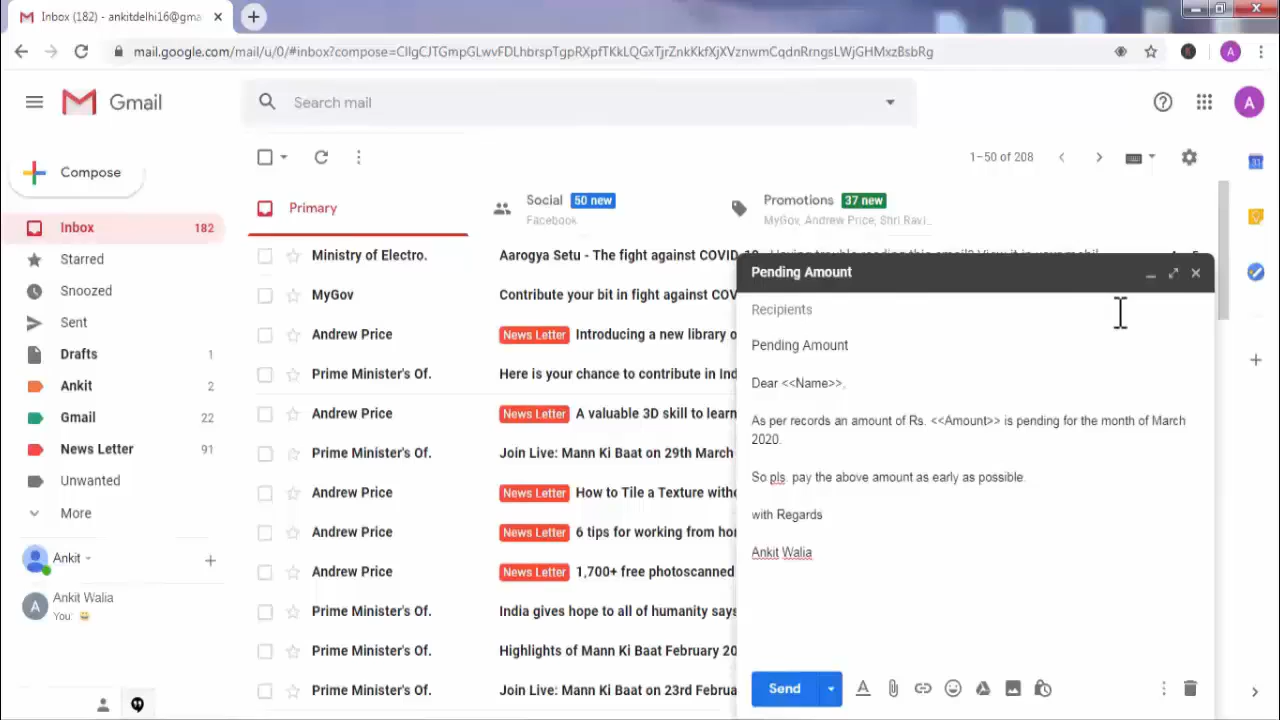 Inbox (182) - ankitdelhi16@gma
mail.google.com/mail/u/0/#inbox?compose=CllgCJTGmpGLwvFDLhbrspTgpRXpfTKkLQGxTjrZnkKkfXjXVznwmCqdnRrngsLWjGHMxzBsbRg
A
Gmail
Search mail
A
Compose
1–50 of 208
31
Inbox 182
Starred
Snoozed
Sent
Drafts 1
Ankit 2
Gmail 22
News Letter 91
Unwanted
More
Ankit
A
Ankit Walia
You:
Primary
Social 50 new
Facebook
Promotions 37 new
MyGov, Andrew Price, Shri Ravi...
Ministry of Electro. Aarogya Setu - The fight against COVID
MyGov Contribute your bit in fight against COV
Andrew Price News Letter Introducing a new library o
Prime Minister's Of. Here is your chance to contribute in Ind
Andrew Price News Letter A valuable 3D skill to learn
Prime Minister's Of. Join Live: Mann Ki Baat on 29th March
Andrew Price News Letter How to Tile a Texture witho
Andrew Price News Letter 6 tips for working from hor
Andrew Price News Letter 1,700+ free photoscanned
Prime Minister's Of. India gives hope to all of humanity says
Prime Minister's Of. Highlights of Mann Ki Baat February 20
Prime Minister's Of. Join Live: Mann Ki Baat on 23rd Februa
Pending Amount
Recipients
Pending Amount
Dear <<Name>>,
As per records an amount of Rs. <<Amount>> is pending for the month of March
2020.
So pls. pay the above amount as early as possible.
with Regards
Ankit Walia
Send